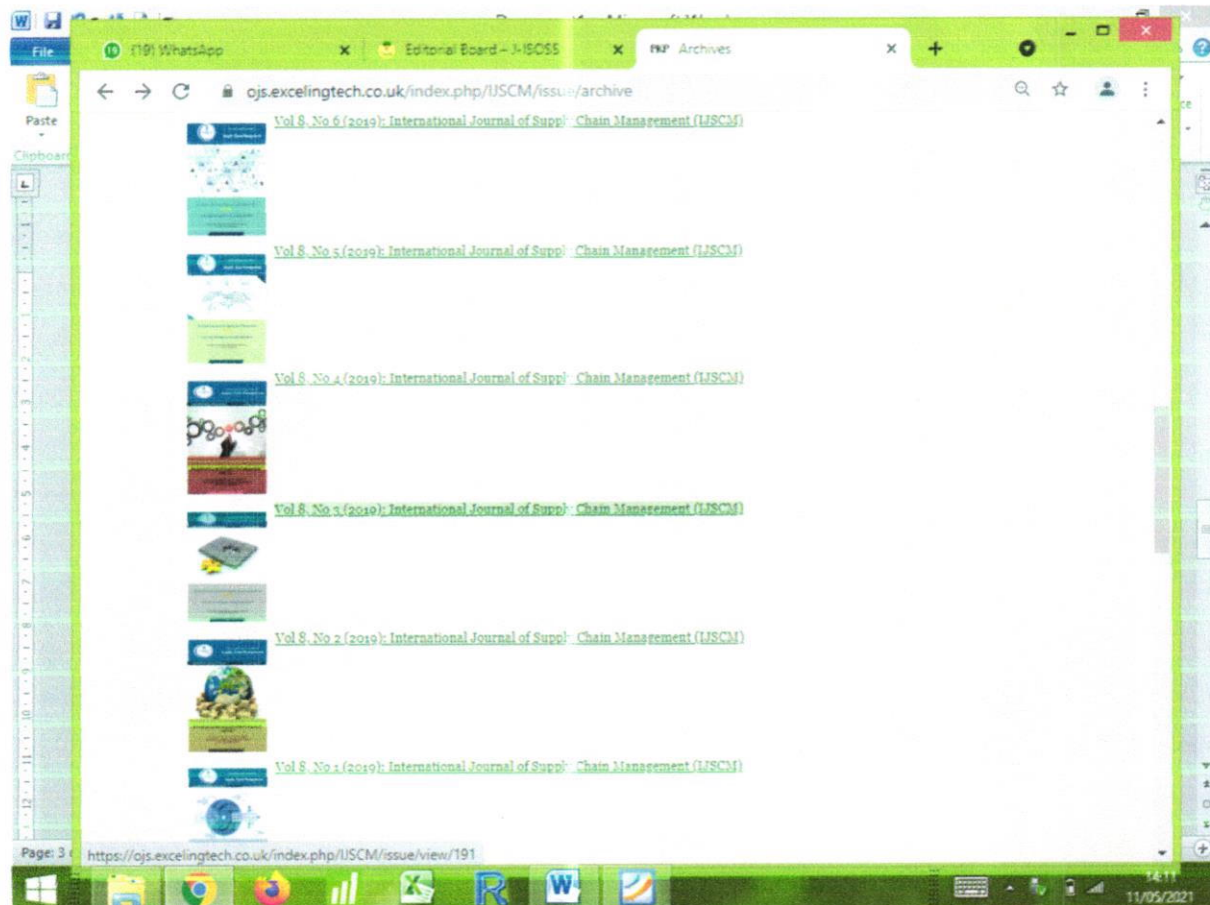 File
(19) WhatsApp
Editorial Board – J-ISOSS
PKP Archives
ojs.excelingtech.co.uk/index.php/IJSCM/issue/archive
Paste
Clipboard
Vol 8, No 6 (2019): International Journal of Supply Chain Management (IJSCM)
Vol 8, No 5 (2019): International Journal of Supply Chain Management (IJSCM)
Vol 8, No 4 (2019): International Journal of Supply Chain Management (IJSCM)
Vol 8, No 3 (2019): International Journal of Supply Chain Management (IJSCM)
Vol 8, No 2 (2019): International Journal of Supply Chain Management (IJSCM)
Vol 8, No 1 (2019): International Journal of Supply Chain Management (IJSCM)
Page: 3
https://ojs.excelingtech.co.uk/index.php/IJSCM/issue/view/191
14:11
11/05/2021